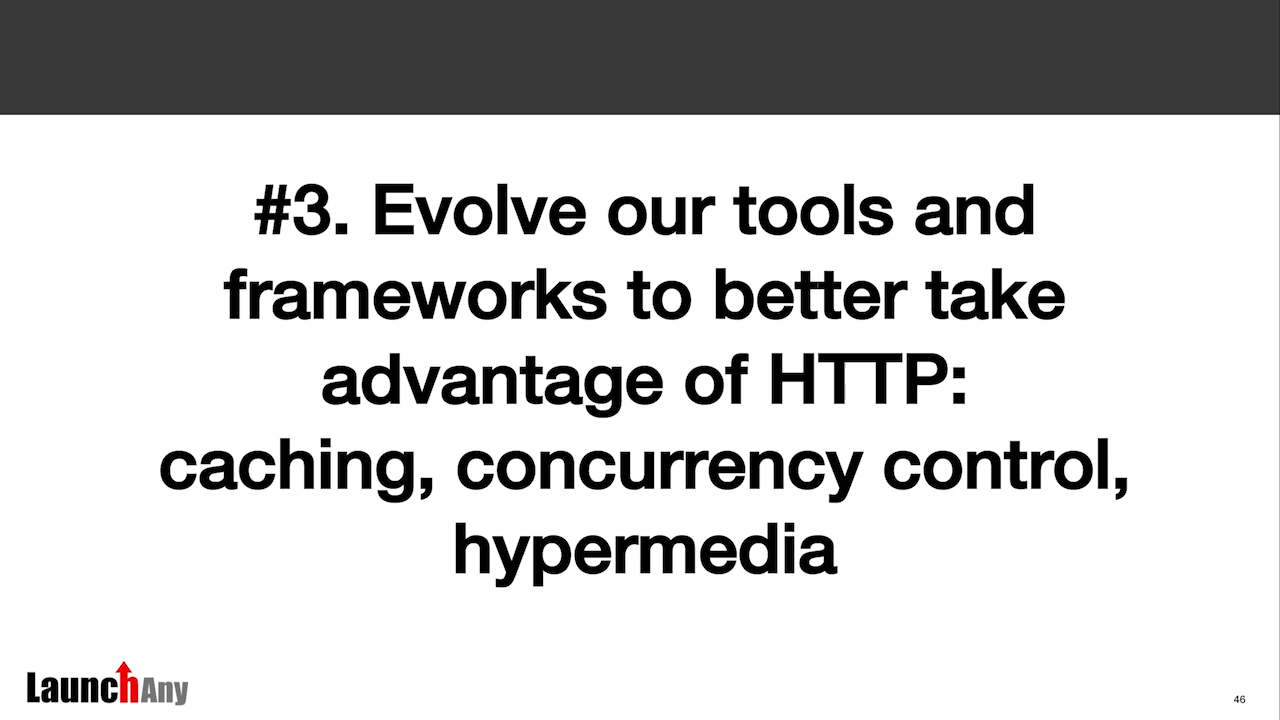 #3. Evolve our tools and
frameworks to better take
advantage of HTTP:
caching, concurrency control,
hypermedia
LaunchAny
46